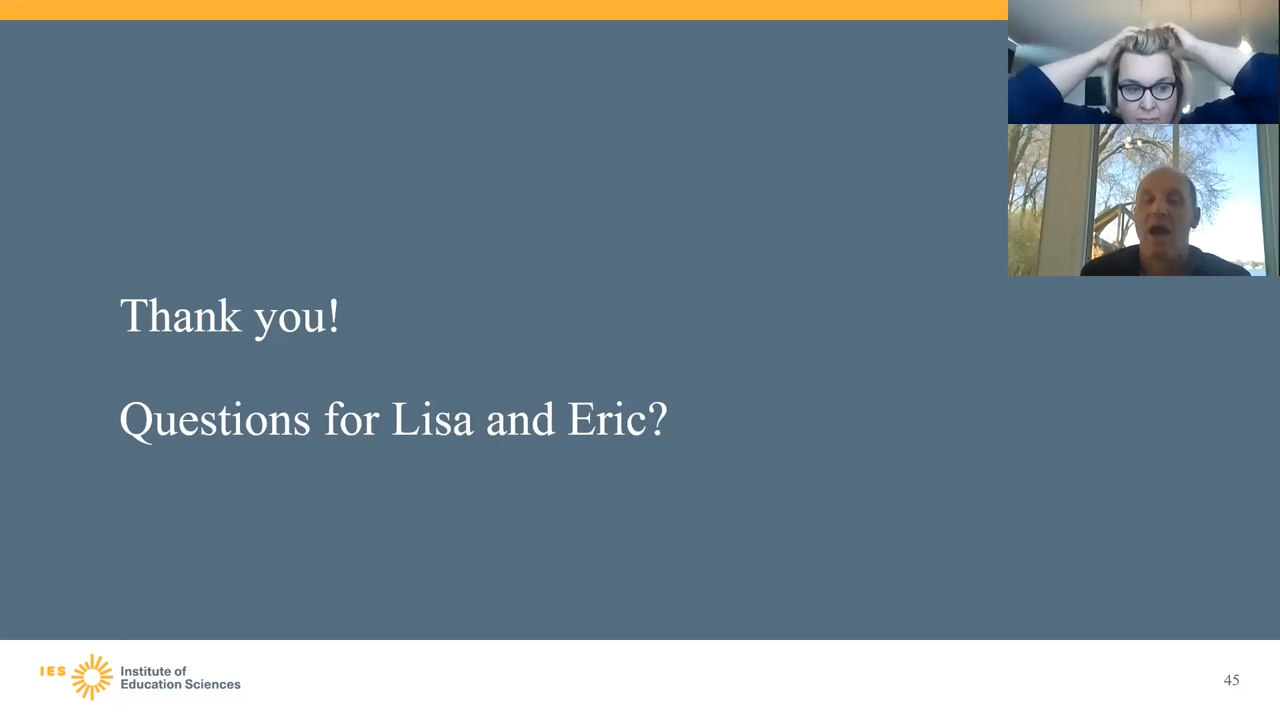 Thank you!
Questions for Lisa and Eric?
IES
Institute of
Education Sciences
45